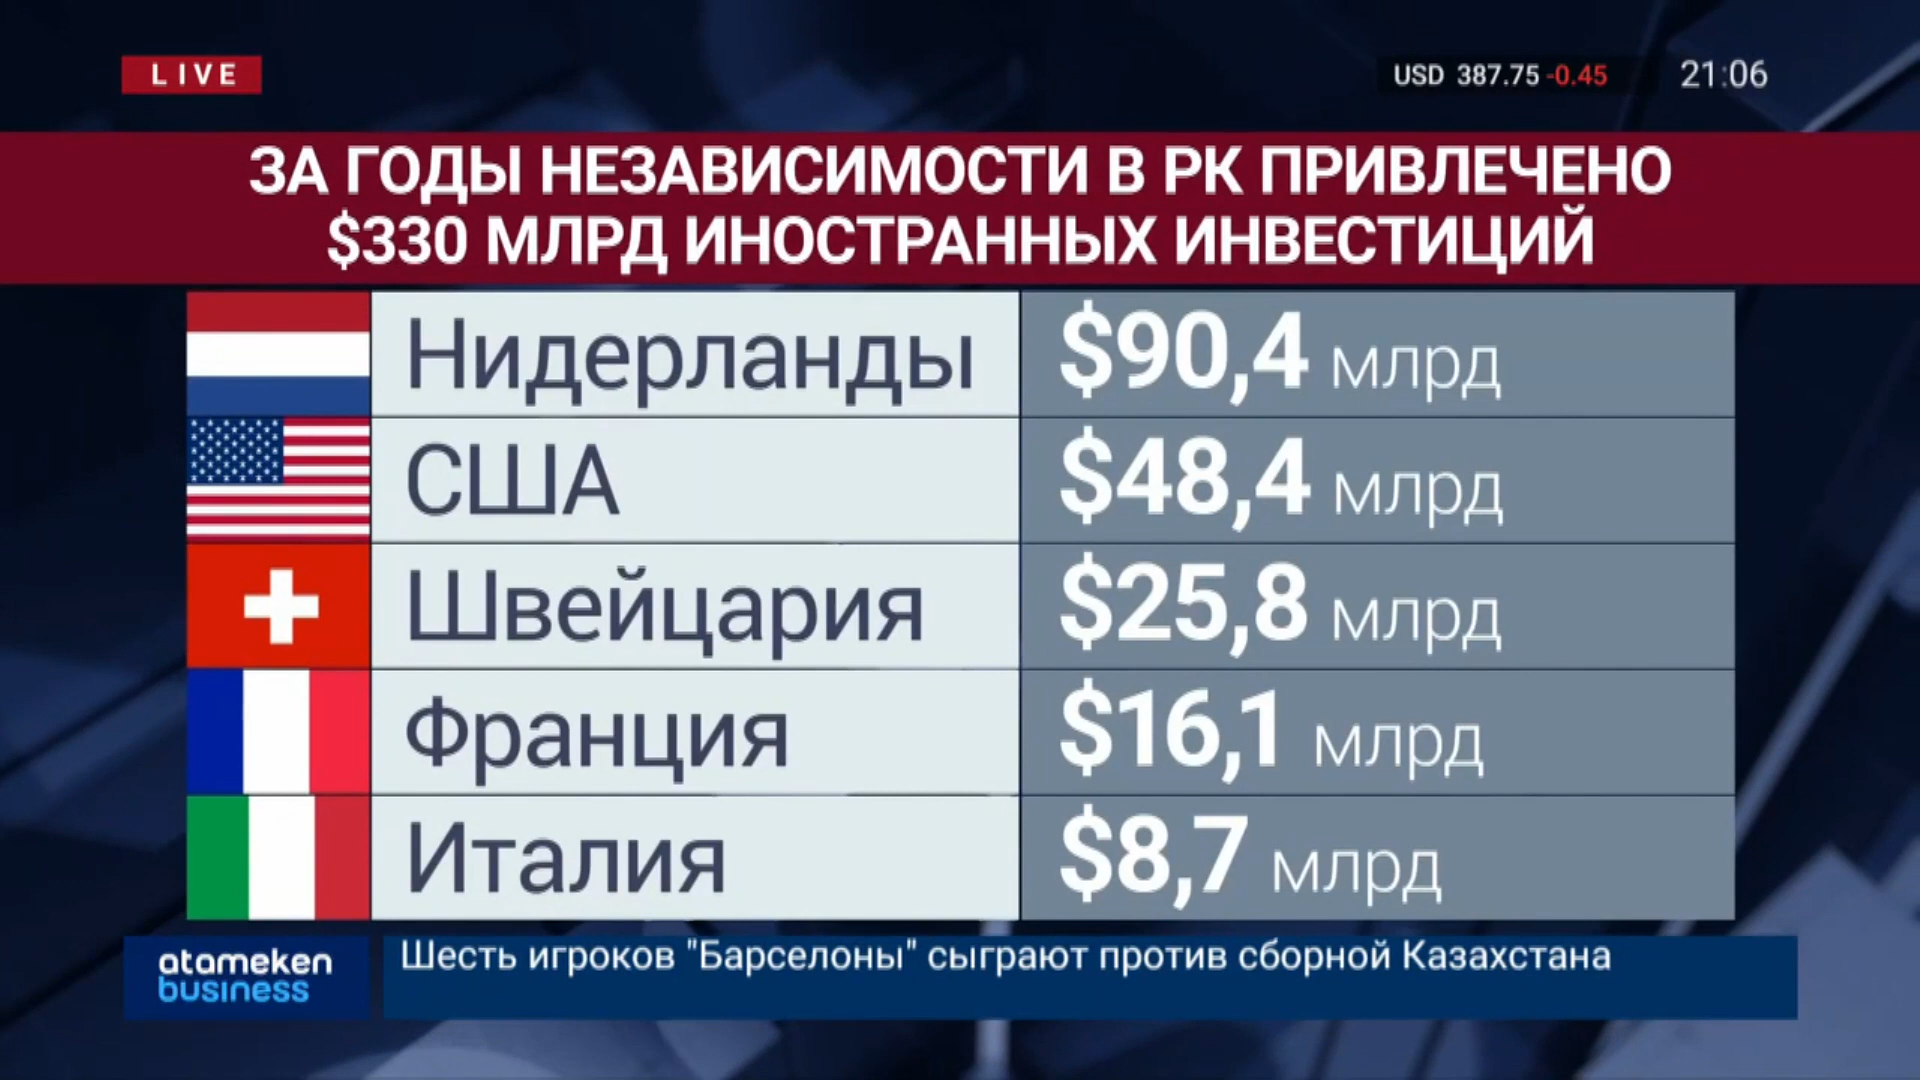 LIVE
USD 387.75 -0.45
21:06
ЗА ГОДЫ НЕЗАВИСИМОСТИ В РК ПРИВЛЕЧЕНО
$330 МЛРД ИНОСТРАННЫХ ИНВЕСТИЦИЙ
Нидерланды $90,4 млрд
США $48,4 млрд
Швейцария $25,8 млрд
Франция $16,1 млрд
Италия $8,7 млрд
atameken
business
Шесть игроков "Барселоны" сыграют против сборной Казахстана